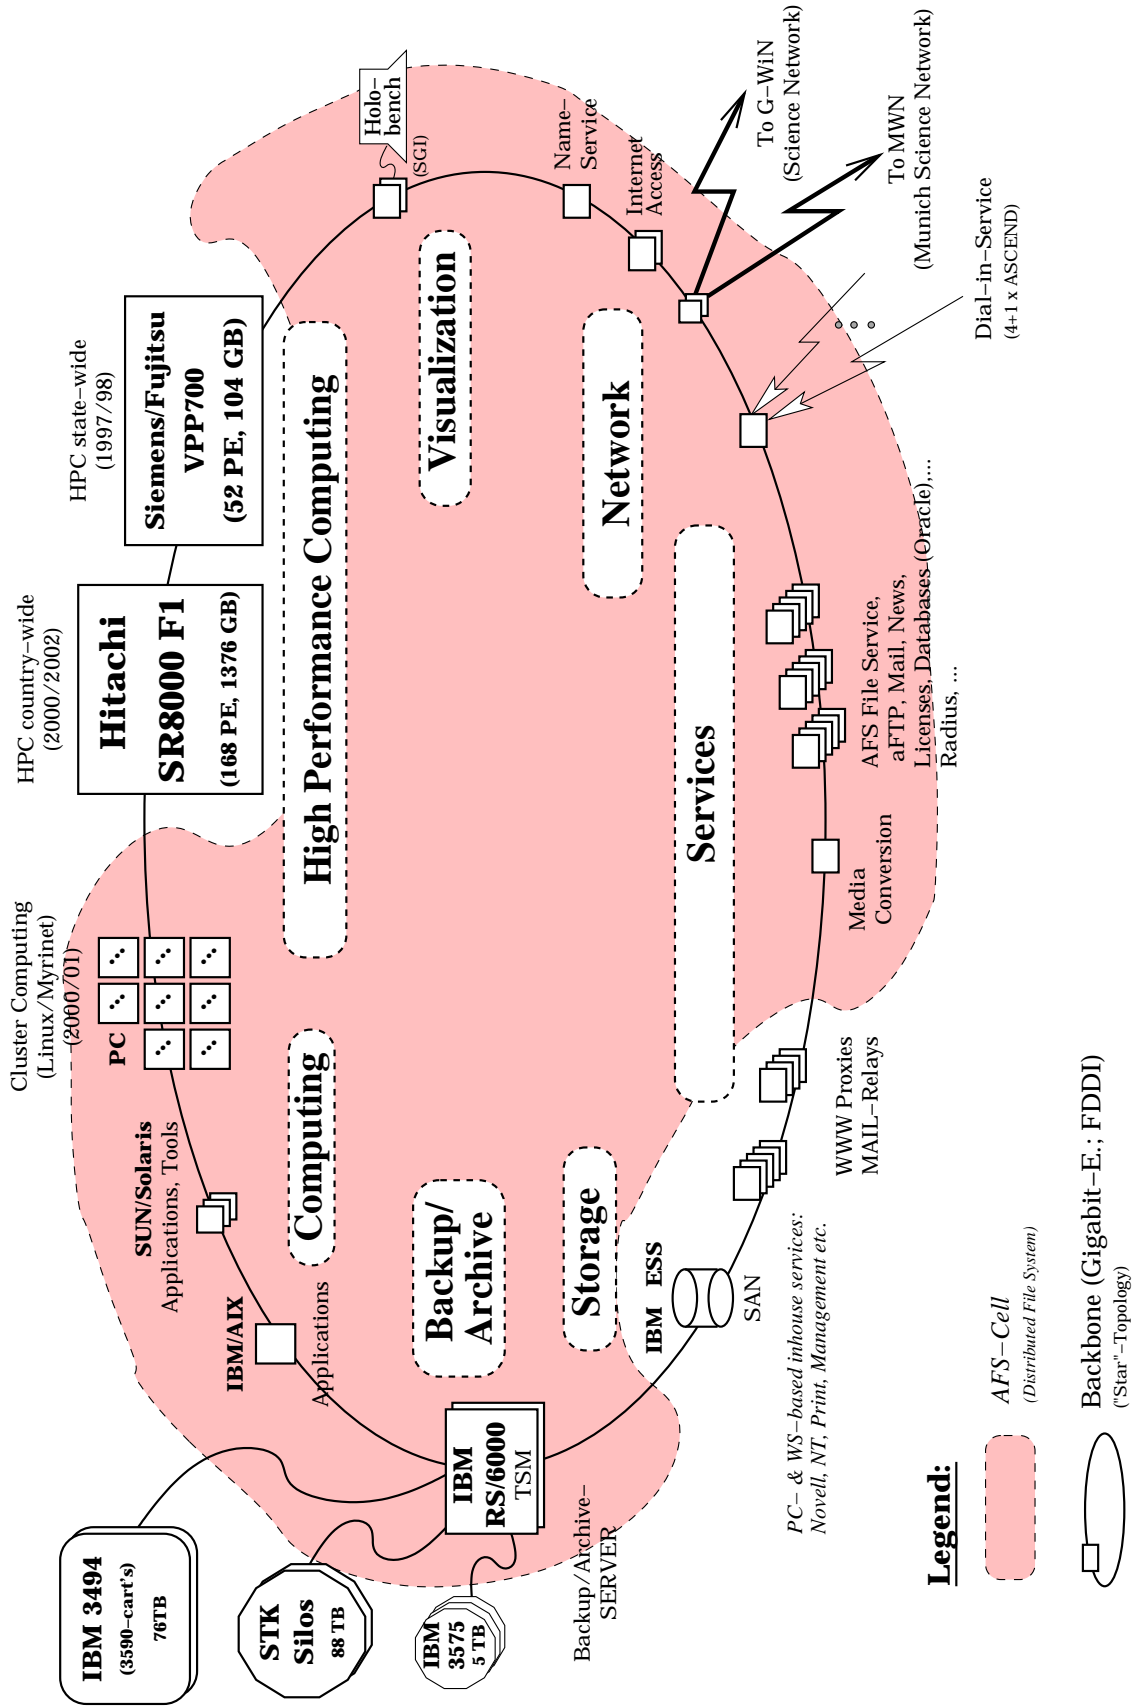 Cluster Computing
(Linux/Myrinet)
(2000/01)
HPC country-wide
(2000/2002)
HPC state-wide
(1997/98)
IBM 3494
(3590-cart's)
76TB
PC
Hitachi
SR8000 F1
(168 PE, 1376 GB)
Siemens/Fujitsu
VPP700
(52 PE, 104 GB)
SUN/Solaris
Applications, Tools
IBM/AIX
Applications
STK
Silos
88 TB
Computing
High Performance Computing
Holo-
bench
(SGI)
IBM
3575
5 TB
IBM
RS/6000
TSM
Backup/
Archive
Visualization
Backup/Archive-
SERVER
Storage
Network
Name-
Service
Internet
Access
IBM ESS
SAN
Services
To G-WiN
(Science Network)
PC- & WS-based inhouse services:
Novell, NT, Print, Management etc.
WWW Proxies
MAIL-Relays
Media
Conversion
AFS File Service,
aFTP, Mail, News,
Licenses, Databases (Oracle),...
Radius, ...
To MWN
(Munich Science Network)
Dial-in-Service
(4+1 x ASCEND)
Legend:
AFS-Cell
(Distributed File System)
Backbone (Gigabit-E.; FDDI)
("Star"-Topology)